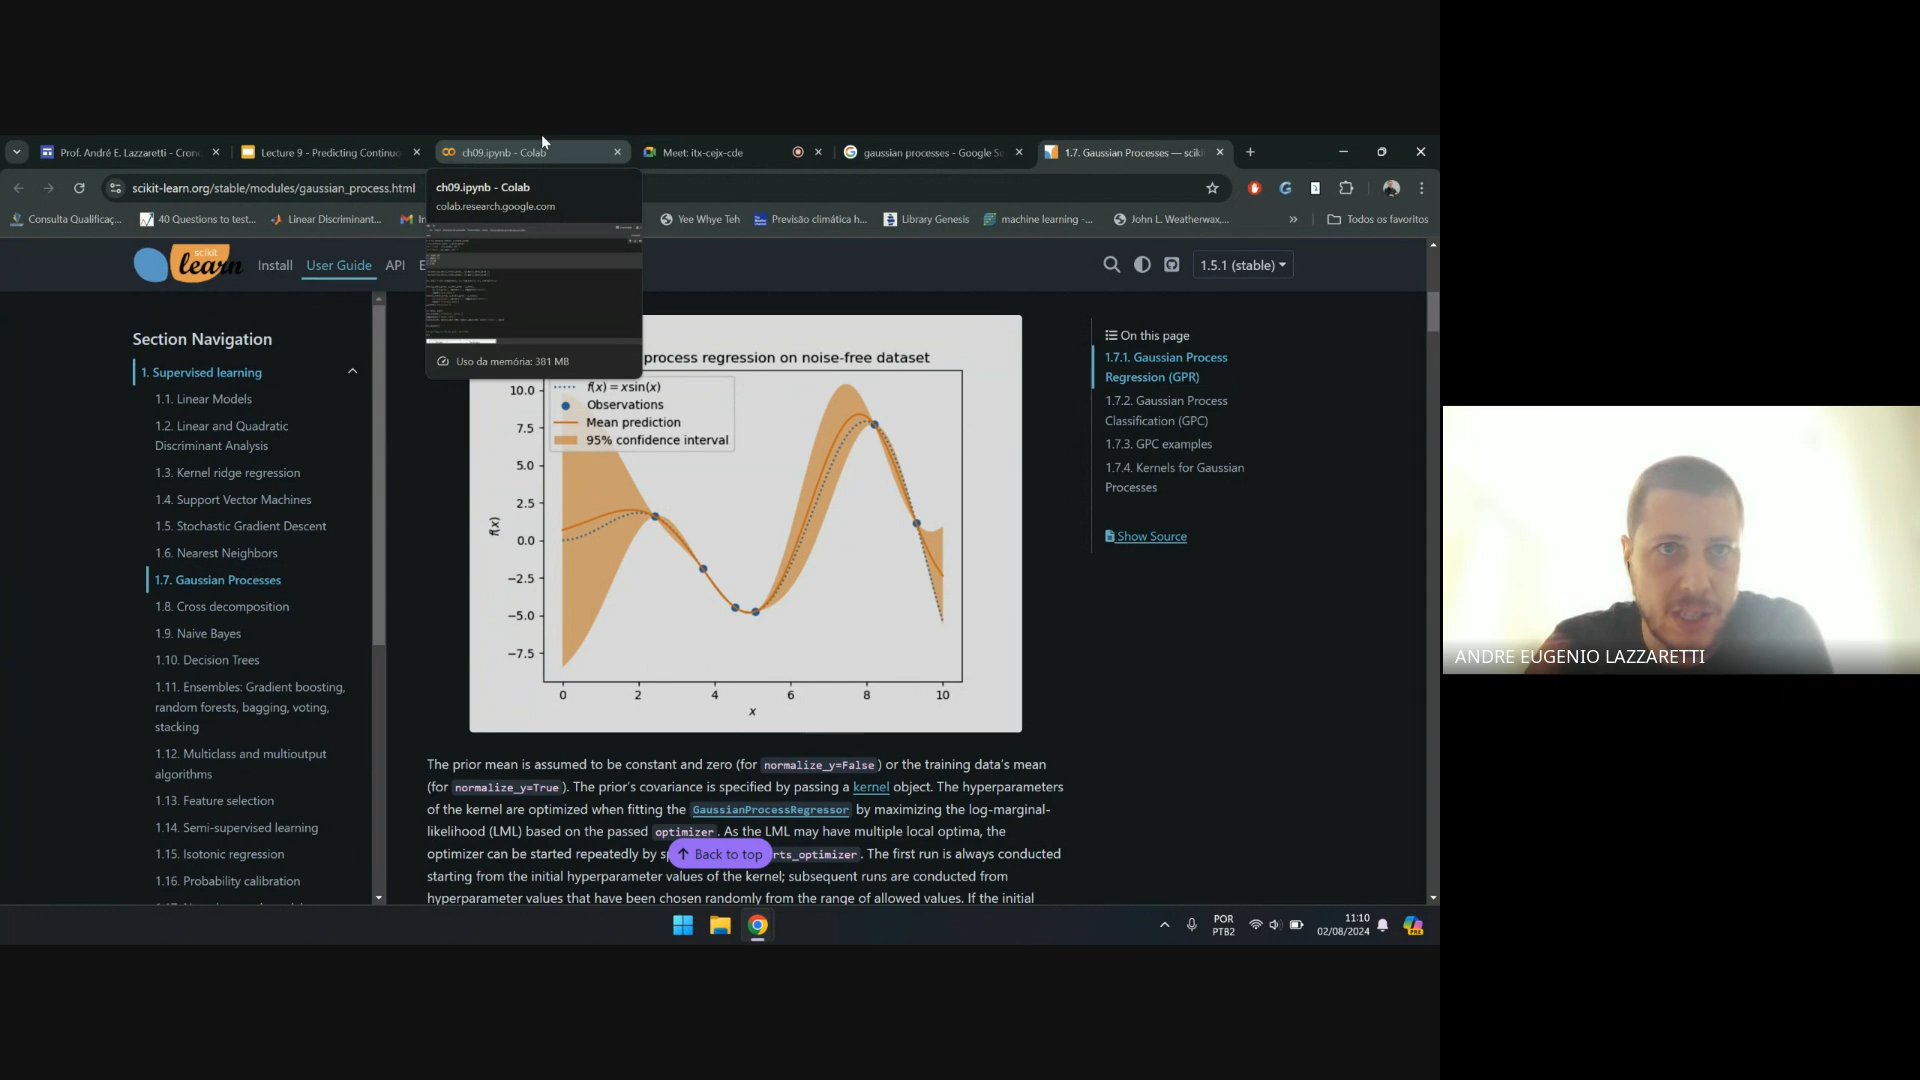 Prof. André E. Lazzaretti - Cron
Lecture 9 - Predicting Continuo
ch09.ipynb - Colab
Meet: itx-cejx-cde
gaussian processes - Google Se
1.7. Gaussian Processes — scik
scikit-learn.org/stable/modules/gaussian_process.html
Consulta Qualificaç...
40 Questions to test...
Linear Discriminant...
Yee Whye Teh
Previsão climática h...
Library Genesis
machine learning -...
John L. Weatherwax,...
Todos os favoritos
ch09.ipynb - Colab
colab.research.google.com
Uso da memória: 381 MB
scikit
learn
Install
User Guide
API
1.5.1 (stable)
Section Navigation
1. Supervised learning
1.1. Linear Models
1.2. Linear and Quadratic
Discriminant Analysis
1.3. Kernel ridge regression
1.4. Support Vector Machines
1.5. Stochastic Gradient Descent
1.6. Nearest Neighbors
1.7. Gaussian Processes
1.8. Cross decomposition
1.9. Naive Bayes
1.10. Decision Trees
1.11. Ensembles: Gradient boosting,
random forests, bagging, voting,
stacking
1.12. Multiclass and multioutput
algorithms
1.13. Feature selection
1.14. Semi-supervised learning
1.15. Isotonic regression
1.16. Probability calibration
process regression on noise-free dataset
f(x) = x sin(x)
Observations
Mean prediction
95% confidence interval
10.0
7.5
5.0
2.5
0.0
−2.5
−5.0
−7.5
f(x)
0 2 4 6 8 10
x
The prior mean is assumed to be constant and zero (for normalize_y=False) or the training data's mean
(for normalize_y=True). The prior's covariance is specified by passing a kernel object. The hyperparameters
of the kernel are optimized when fitting the GaussianProcessRegressor by maximizing the log-marginal-
likelihood (LML) based on the passed optimizer. As the LML may have multiple local optima, the
optimizer can be started repeatedly by s rts_optimizer. The first run is always conducted
starting from the initial hyperparameter values of the kernel; subsequent runs are conducted from
hyperparameter values that have been chosen randomly from the range of allowed values. If the initial
Back to top
On this page
1.7.1. Gaussian Process
Regression (GPR)
1.7.2. Gaussian Process
Classification (GPC)
1.7.3. GPC examples
1.7.4. Kernels for Gaussian
Processes
Show Source
POR
PTB2
11:10
02/08/2024
ANDRE EUGENIO LAZZARETTI